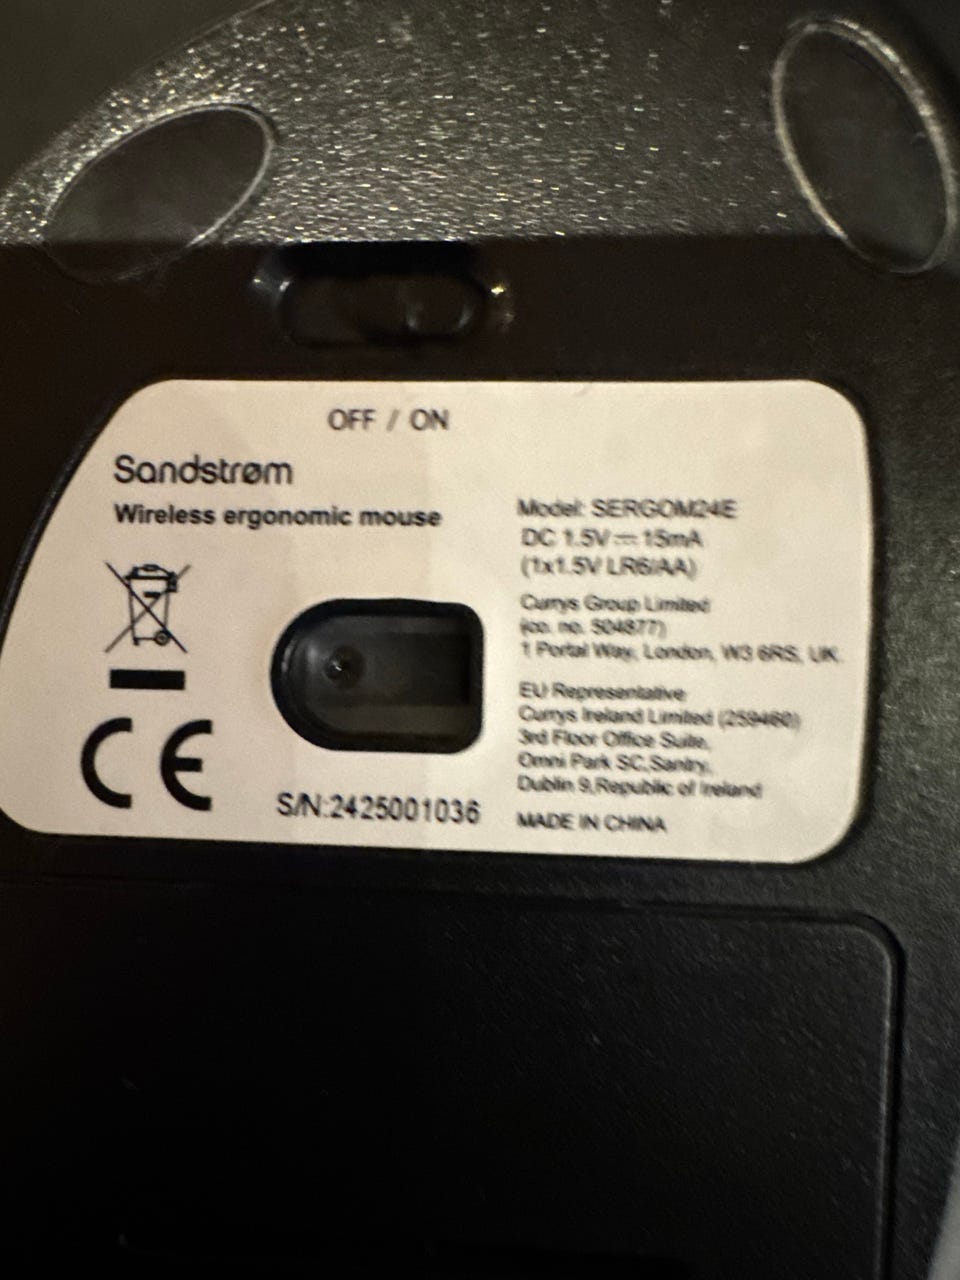 OFF / ON
Sandstrøm
Wireless ergonomic mouse
Model: SERGOM24E
DC 1.5V ⎓ 15mA
(1x1.5V LR6/AA)
Currys Group Limited
(co. no. 504877)
1 Portal Way, London, W3 6RS, UK
EU Representative
Currys Ireland Limited (259460)
3rd Floor Office Suite,
Omni Park SC,Santry,
Dublin 9,Republic of Ireland
MADE IN CHINA
CE
S/N:2425001036